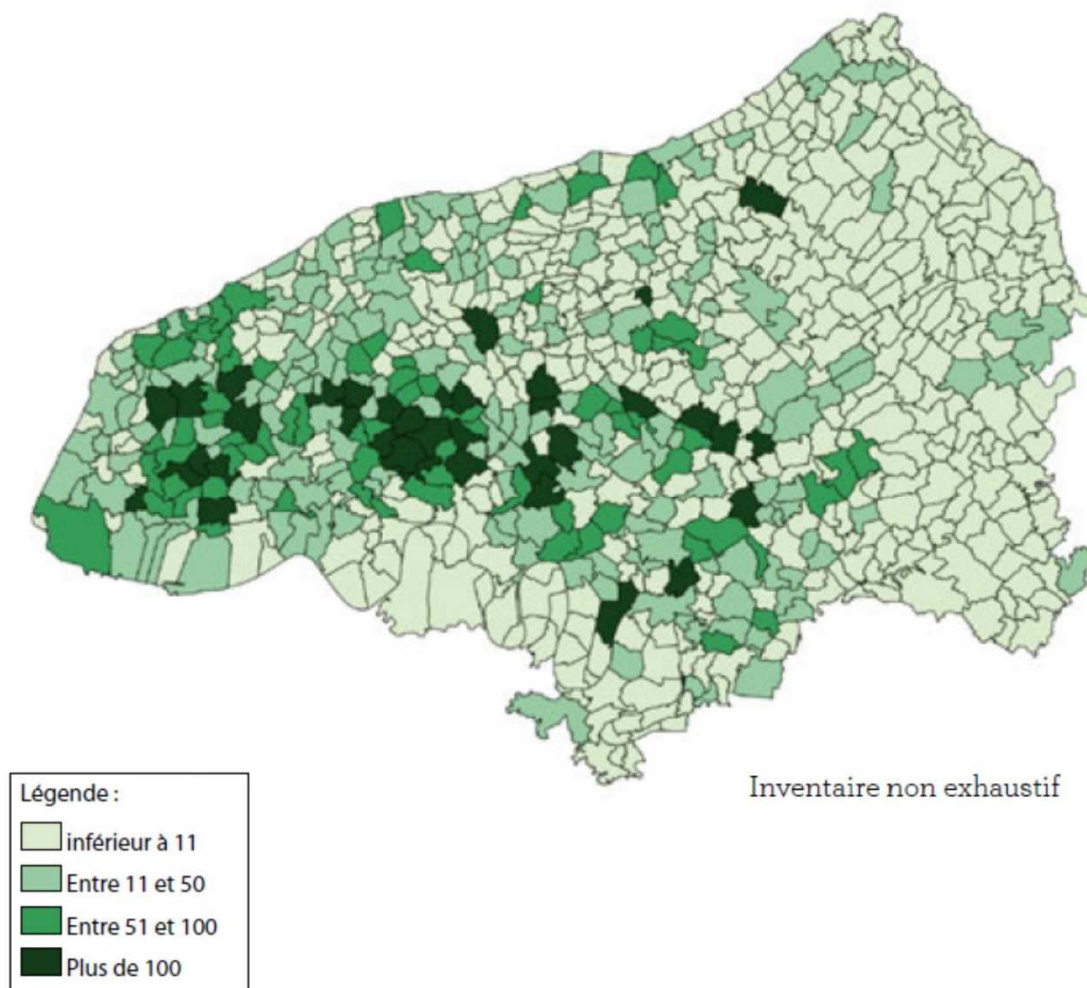 Inventaire non exhaustif
Légende :
inférieur à 11
Entre 11 et 50
Entre 51 et 100
Plus de 100